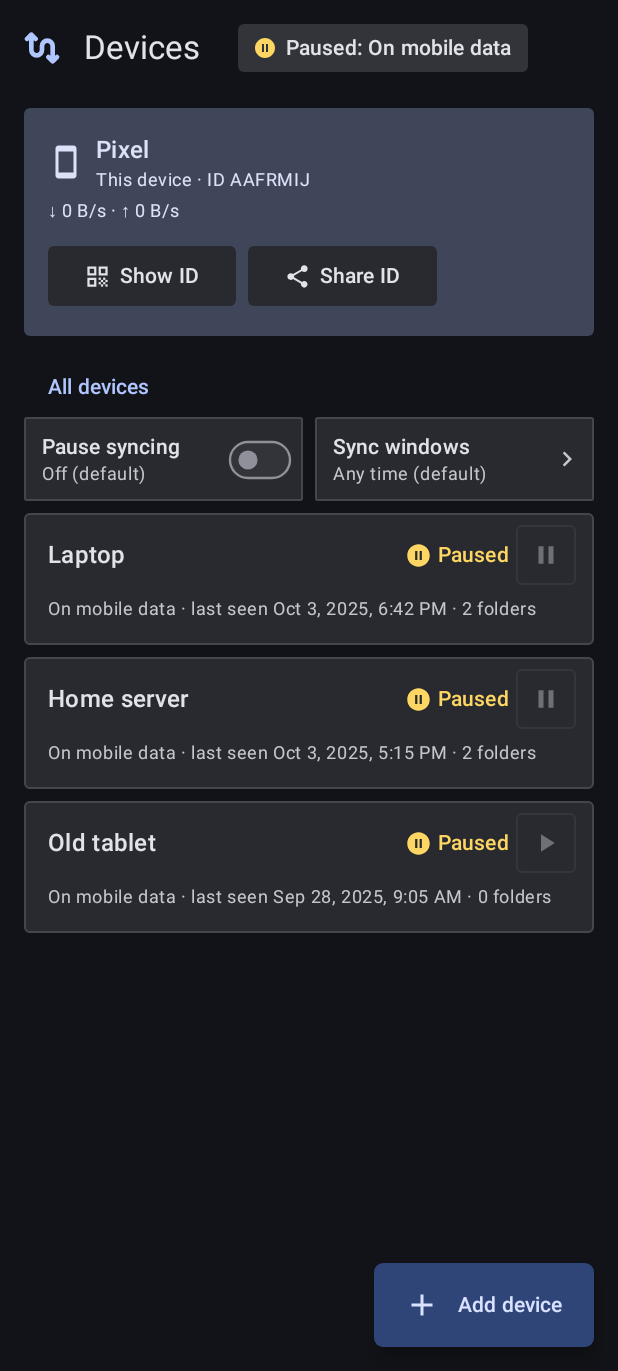 Devices
Paused: On mobile data
Pixel
This device · ID AAFRMIJ
↓ 0 B/s · ↑ 0 B/s
Show ID
Share ID
All devices
Pause syncing
Off (default)
Sync windows
Any time (default)
Laptop
Paused
On mobile data · last seen Oct 3, 2025, 6:42 PM · 2 folders
Home server
Paused
On mobile data · last seen Oct 3, 2025, 5:15 PM · 2 folders
Old tablet
Paused
On mobile data · last seen Sep 28, 2025, 9:05 AM · 0 folders
Add device